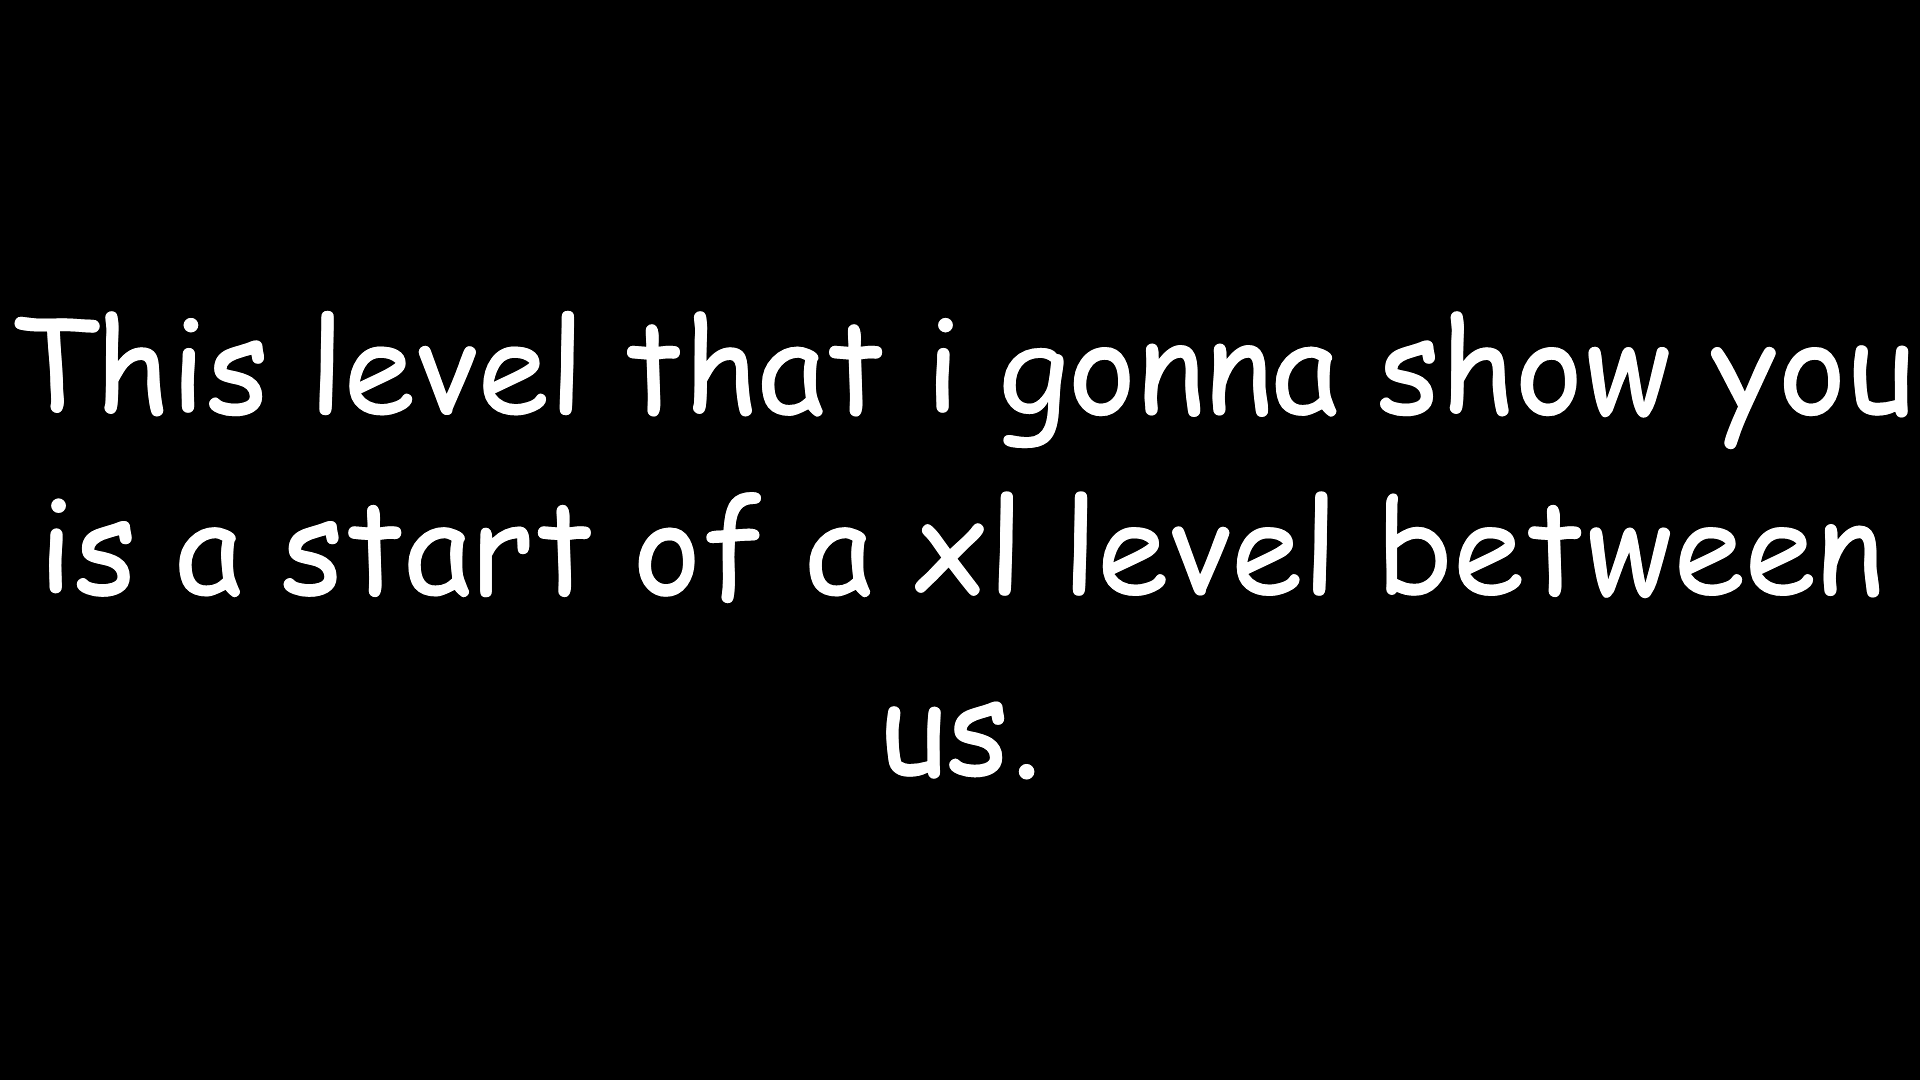 This level that i gonna show you
is a start of a xl level between
us.